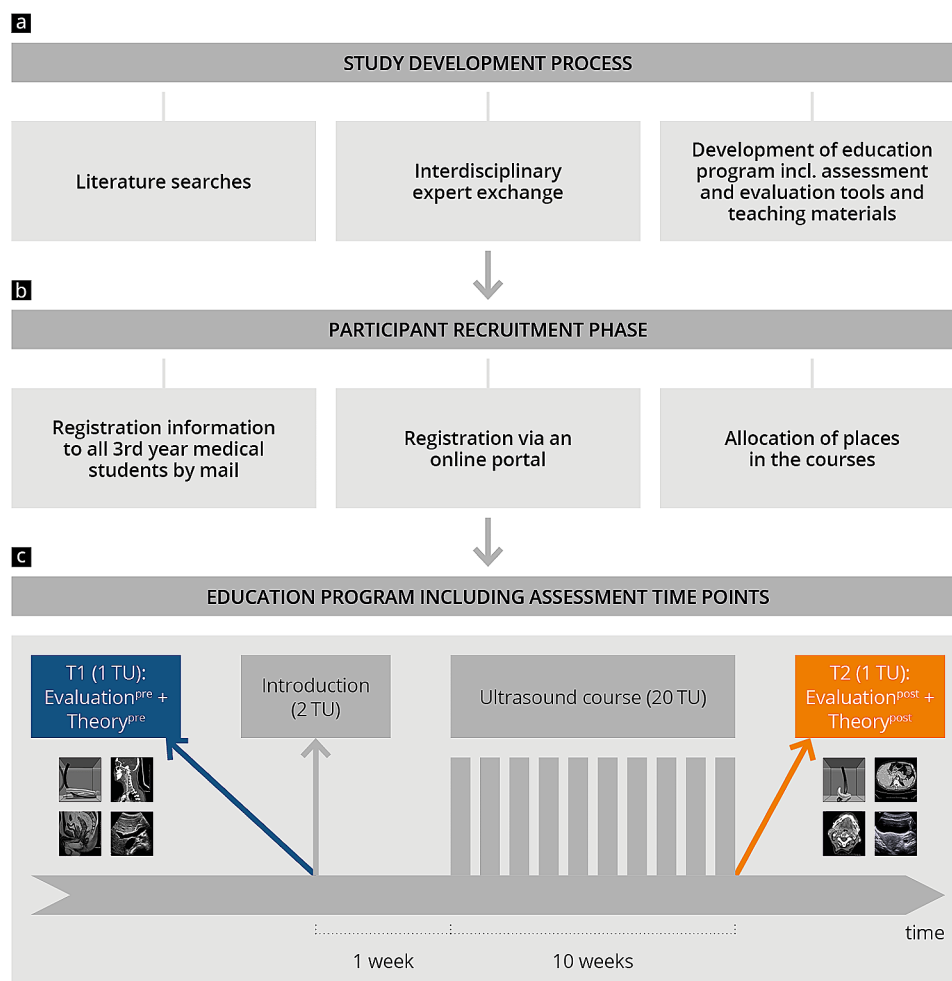 a
STUDY DEVELOPMENT PROCESS
Literature searches
Interdisciplinary
expert exchange
Development of education
program incl. assessment
and evaluation tools and
teaching materials
b
PARTICIPANT RECRUITMENT PHASE
Registration information
to all 3rd year medical
students by mail
Registration via an
online portal
Allocation of places
in the courses
c
EDUCATION PROGRAM INCLUDING ASSESSMENT TIME POINTS
T1 (1 TU):
Evaluationpre +
Theorypre
Introduction
(2 TU)
Ultrasound course (20 TU)
T2 (1 TU):
Evaluationpost +
Theorypost
time
1 week
10 weeks